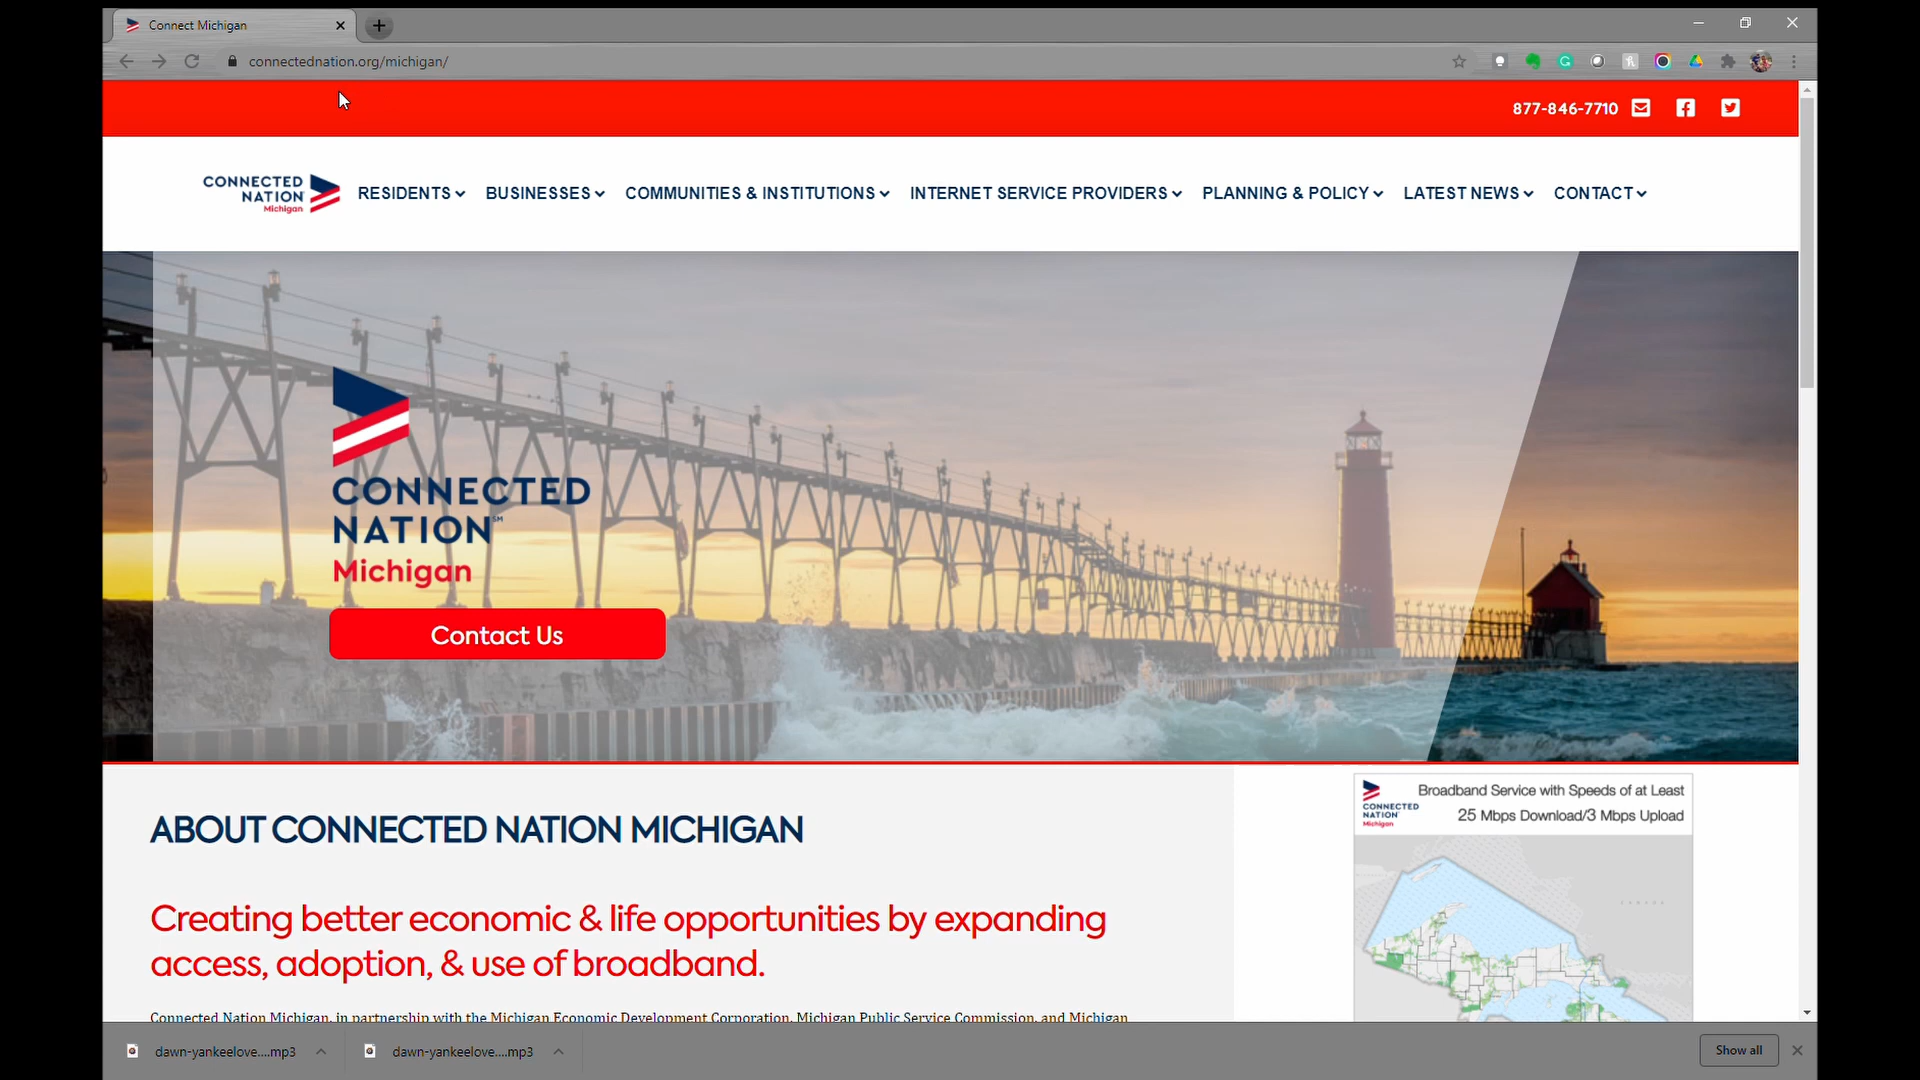 Connect Michigan
connectednation.org/michigan/
877-846-7710
CONNECTED
NATION
Michigan
RESIDENTS
BUSINESSES
COMMUNITIES & INSTITUTIONS
INTERNET SERVICE PROVIDERS
PLANNING & POLICY
LATEST NEWS
CONTACT
CONNECTED
NATION℠
Michigan
Contact Us
ABOUT CONNECTED NATION MICHIGAN
Creating better economic & life opportunities by expanding
access, adoption, & use of broadband.
Connected Nation Michigan, in partnership with the Michigan Economic Development Corporation, Michigan Public Service Commission, and Michigan
CONNECTED
NATION
Michigan
Broadband Service with Speeds of at Least
25 Mbps Download/3 Mbps Upload
dawn-yankeelove....mp3
dawn-yankeelove....mp3
Show all